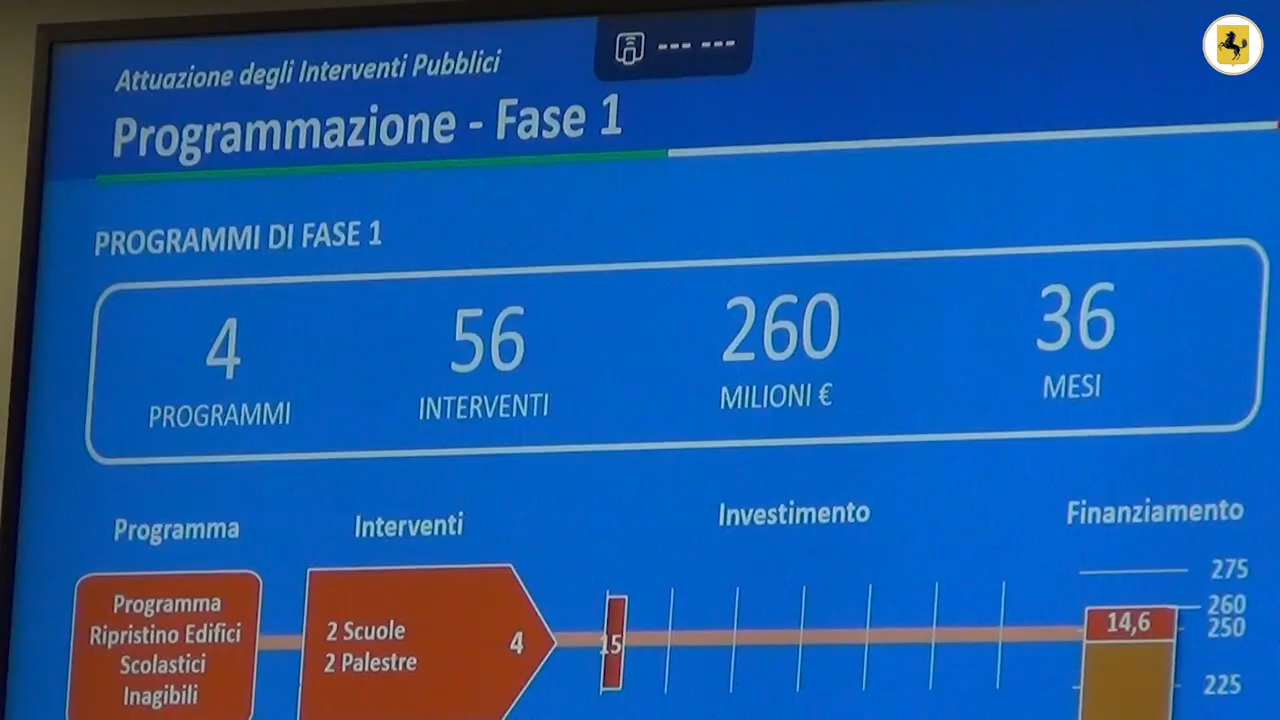 --- ---
Attuazione degli Interventi Pubblici
Programmazione - Fase 1
PROGRAMMI DI FASE 1
4
PROGRAMMI
56
INTERVENTI
260
MILIONI €
36
MESI
Programma
Interventi
Investimento
Finanziamento
Programma
Ripristino Edifici
Scolastici
Inagibili
2 Scuole
2 Palestre
4
15
14,6
275
260
250
225